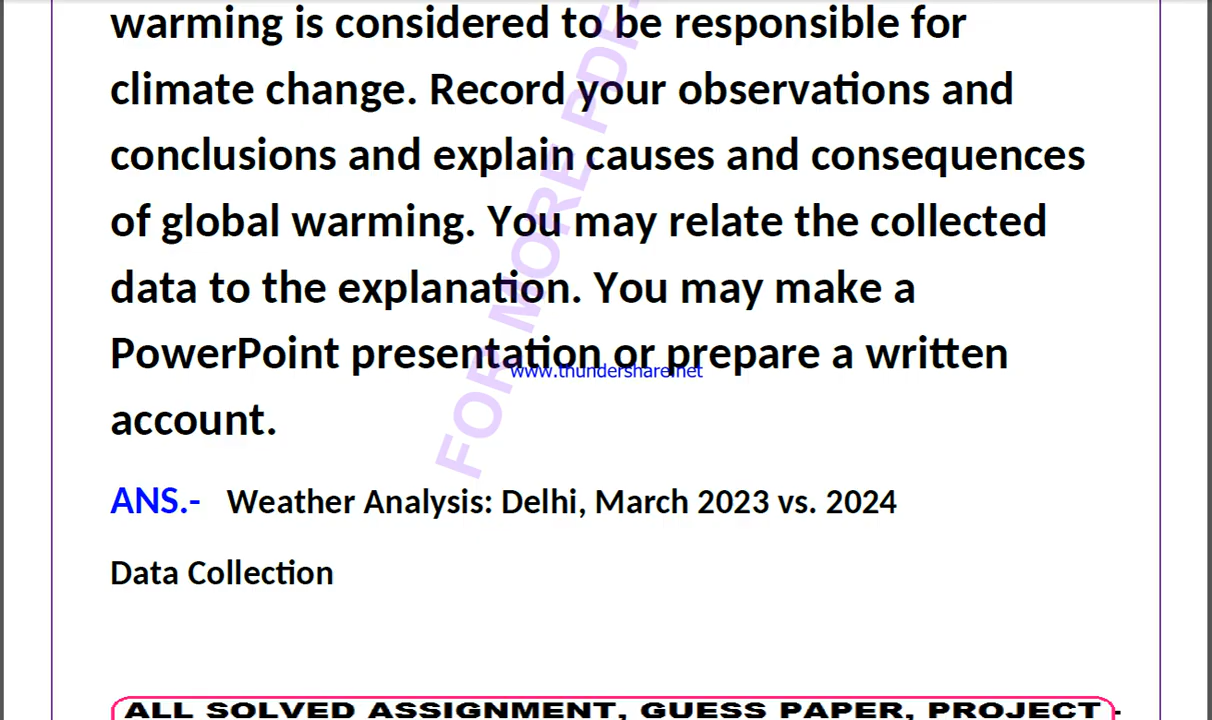 warming is considered to be responsible for
climate change. Record your observations and
conclusions and explain causes and consequences
of global warming. You may relate the collected
data to the explanation. You may make a
PowerPoint presentation or prepare a written
www.thundershare.net
account.
FOR MORE PDF-
ANS.- Weather Analysis: Delhi, March 2023 vs. 2024
Data Collection
ALL SOLVED ASSIGNMENT, GUESS PAPER, PROJECT -